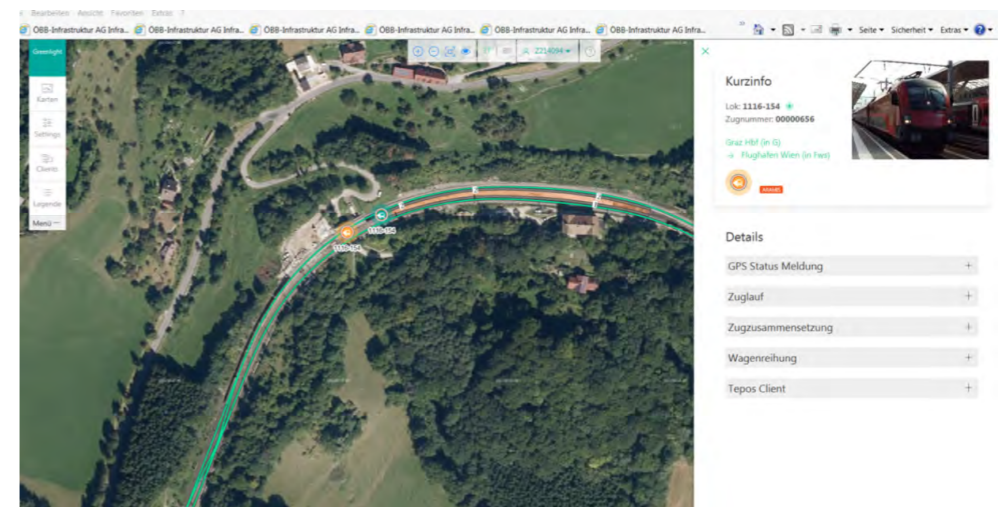 Bearbeiten Ansicht Favoriten Extras ?
ÖBB-Infrastruktur AG Infra... ÖBB-Infrastruktur AG Infra... ÖBB-Infrastruktur AG Infra... ÖBB-Infrastruktur AG Infra... ÖBB-Infrastruktur AG Infra... ÖBB-Infrastruktur AG Infra... Seite Sicherheit Extras
Greenlight
Karten
Settings
Clients
Legende
Menü
1116-154
1116-154
Kurzinfo
Lok: 1116-154
Zugnummer: 00000656
Graz Hbf (in G)
→ Flughafen Wien (in Fwr)
Details
GPS Status Meldung +
Zuglauf +
Zugzusammensetzung +
Wagenreihung +
Tepos Client +